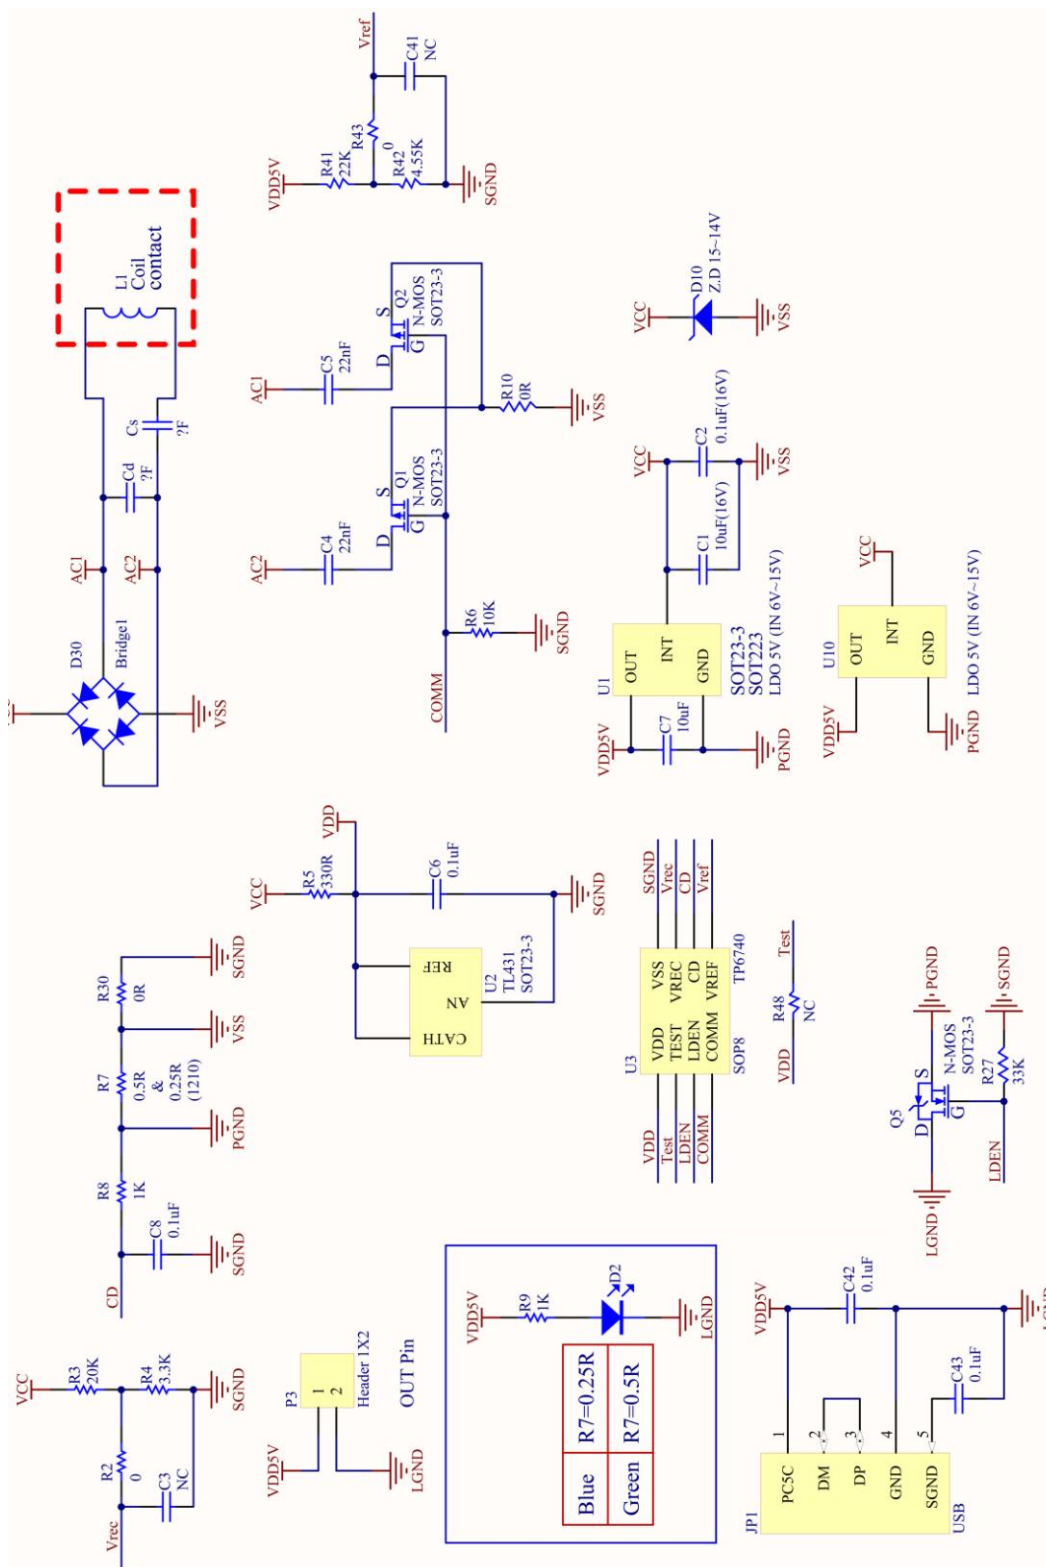 Vref
C41
NC
R43
0
VDD5V
R41
22K
R42
4.55K
SGND
L1
Coil
contact
Cs
?F
Cd
?F
AC1
AC2
D30
Bridge1
VSS
AC1
C5
22nF
D
S
G
Q2
N-MOS
SOT23-3
R10
0R
VSS
AC2
C4
22nF
D
S
G
Q1
N-MOS
SOT23-3
R6
10K
SGND
COMM
VCC
D10
Z.D 15~14V
VSS
VCC
C2
0.1uF(16V)
VSS
C1
10uF(16V)
U1
OUT
INT
GND
SOT23-3
SOT223
LDO 5V (IN 6V~15V)
VDD5V
C7
10uF
PGND
VCC
U10
OUT
INT
GND
LDO 5V (IN 6V~15V)
VDD5V
PGND
SGND
R30
0R
VSS
R7
0.5R
&
0.25R
(1210)
PGND
R8
1K
C8
0.1uF
SGND
CD
VDD
VCC
R5
330R
C6
0.1uF
SGND
REF
AN
CATH
U2
TL431
SOT23-3
SGND
Vrec
CD
Vref
U3
VSS
VREC
CD
VREF
VDD
TEST
LDEN
COMM
TP6740
SOP8
VDD
Test
LDEN
COMM
Test
R48
NC
VDD
PGND
SGND
Q5
D
S
G
N-MOS
SOT23-3
R27
33K
LGND
LDEN
VCC
R3
20K
R4
3.3K
SGND
R2
0
C3
NC
Vrec
P3
1
2
Header 1X2
OUT Pin
VDD5V
LGND
VDD5V
R9
1K
D2
LGND
Blue
R7=0.25R
Green
R7=0.5R
VDD5V
C42
0.1uF
C43
0.1uF
JP1
PC5C
DM
DP
GND
SGND
1
2
3
4
5
USB